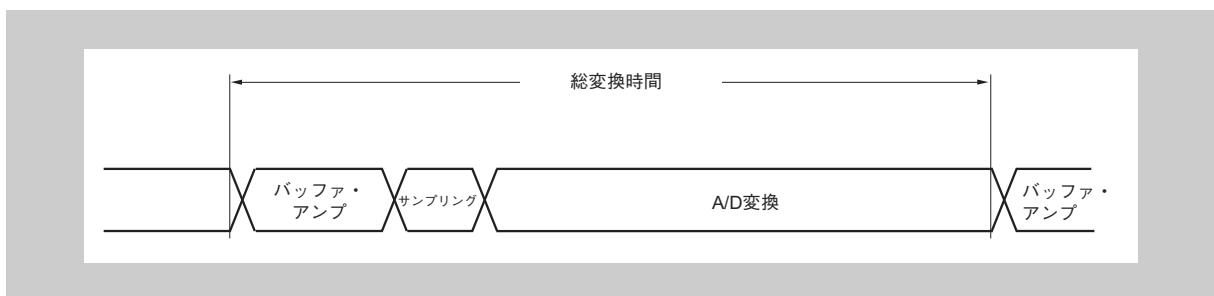 総変換時間
バッファ・
アンプ
サンプリング
A/D変換
バッファ・
アンプ